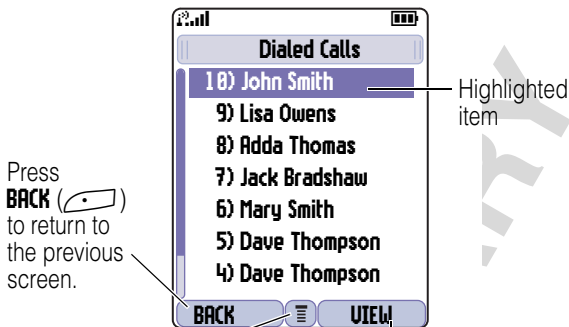 Dialed Calls
10) John Smith
9) Lisa Owens
8) Adda Thomas
7) Jack Bradshaw
6) Mary Smith
5) Dave Thompson
4) Dave Thompson
BACK
VIEW
Highlighted
item
Press
BACK ( )
to return to
the previous
screen.